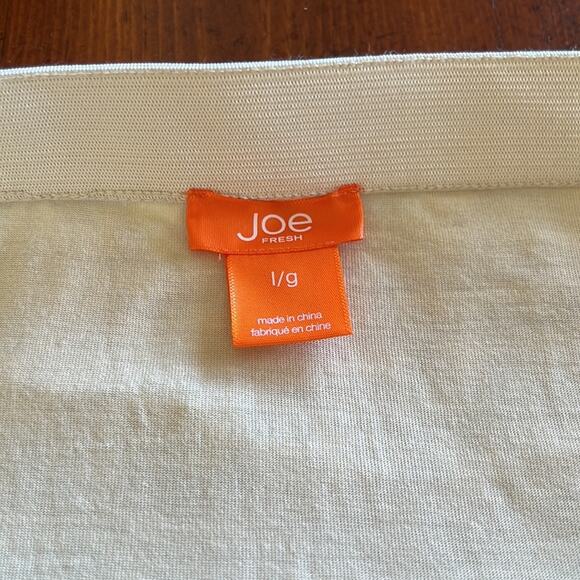 Joe
FRESH
l/g
made in china
fabriqué en chine